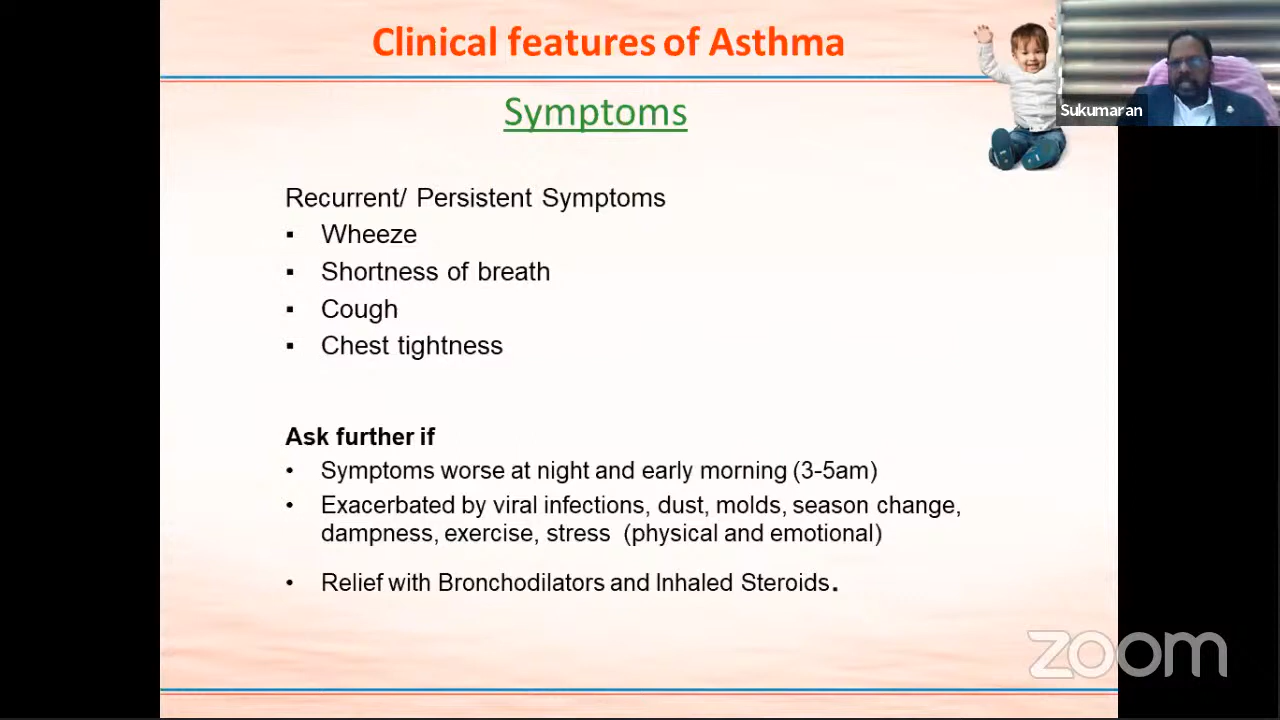 Clinical features of Asthma
Sukumaran
Symptoms
Recurrent/ Persistent Symptoms
▪ Wheeze
▪ Shortness of breath
▪ Cough
▪ Chest tightness
Ask further if
• Symptoms worse at night and early morning (3-5am)
• Exacerbated by viral infections, dust, molds, season change,
dampness, exercise, stress (physical and emotional)
• Relief with Bronchodilators and Inhaled Steroids.
zoom